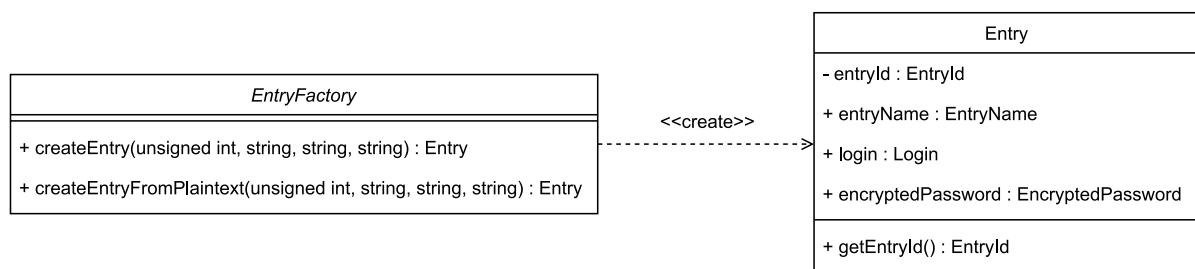 EntryFactory
+ createEntry(unsigned int, string, string, string) : Entry
+ createEntryFromPlaintext(unsigned int, string, string, string) : Entry
<<create>>
Entry
- entryId : EntryId
+ entryName : EntryName
+ login : Login
+ encryptedPassword : EncryptedPassword
+ getEntryId() : EntryId